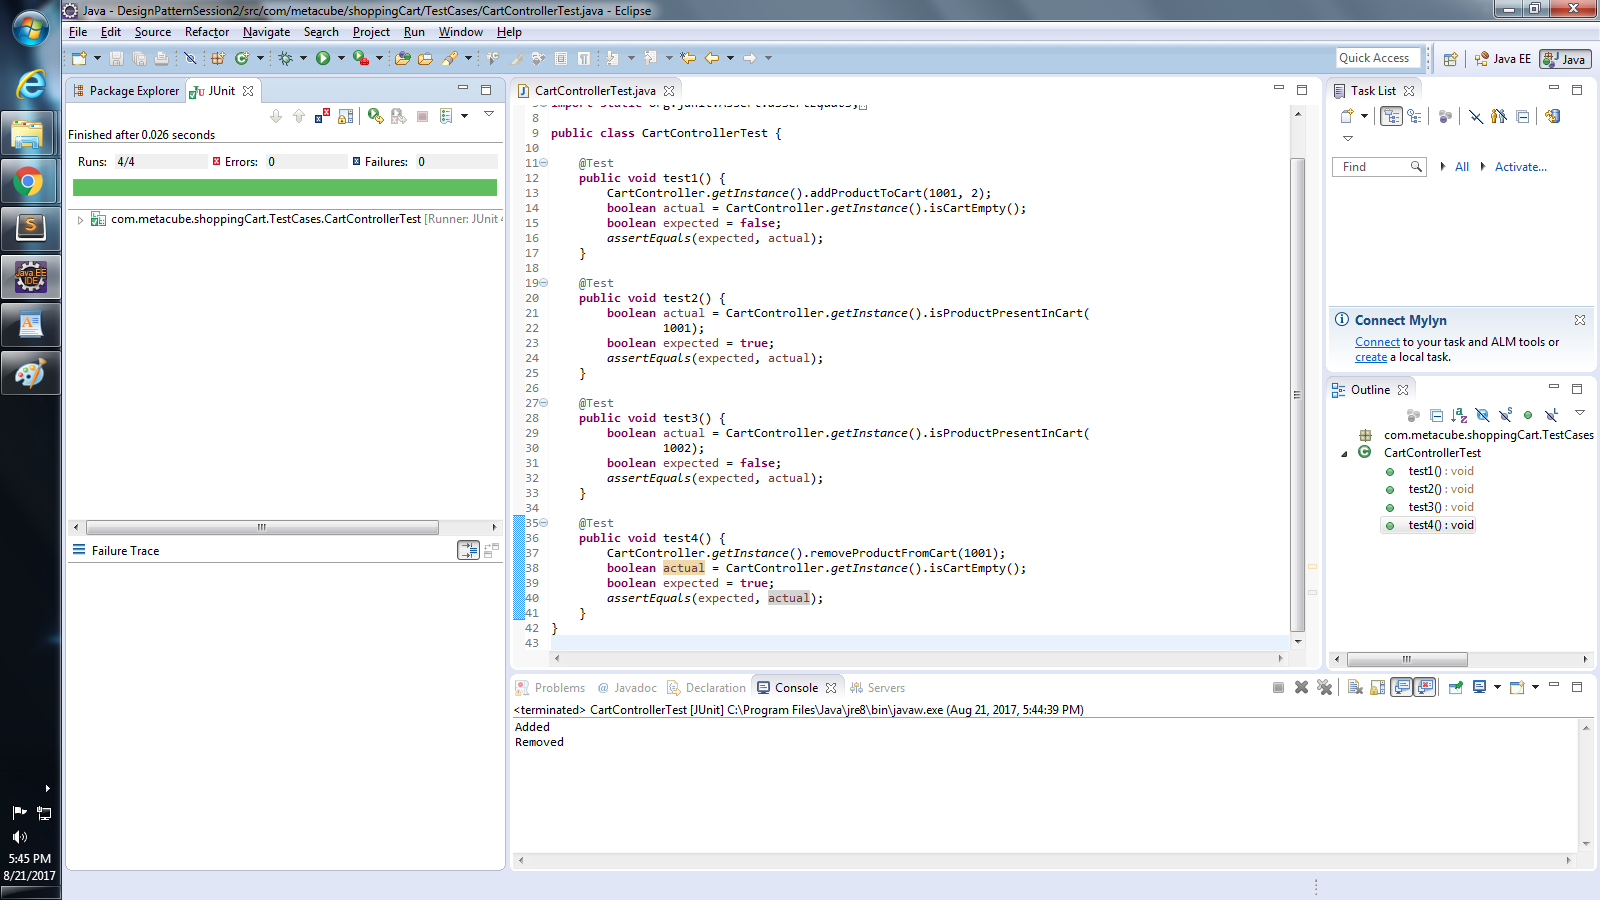 Java - DesignPatternSession2/src/com/metacube/shoppingCart/TestCases/CartControllerTest.java - Eclipse
File Edit Source Refactor Navigate Search Project Run Window Help
Quick Access
Java EE
Java
Package Explorer
JUnit
Finished after 0.026 seconds
Runs: 4/4
Errors: 0
Failures: 0
com.metacube.shoppingCart.TestCases.CartControllerTest [Runner: JUnit 4
Failure Trace
CartControllerTest.java
import static org.junit.Assert.assertEquals;
8
9 public class CartControllerTest {
10
11 @Test
12 public void test1() {
13 CartController.getInstance().addProductToCart(1001, 2);
14 boolean actual = CartController.getInstance().isCartEmpty();
15 boolean expected = false;
16 assertEquals(expected, actual);
17 }
18
19 @Test
20 public void test2() {
21 boolean actual = CartController.getInstance().isProductPresentInCart(
22 1001);
23 boolean expected = true;
24 assertEquals(expected, actual);
25 }
26
27 @Test
28 public void test3() {
29 boolean actual = CartController.getInstance().isProductPresentInCart(
30 1002);
31 boolean expected = false;
32 assertEquals(expected, actual);
33 }
34
35 @Test
36 public void test4() {
37 CartController.getInstance().removeProductFromCart(1001);
38 boolean actual = CartController.getInstance().isCartEmpty();
39 boolean expected = true;
40 assertEquals(expected, actual);
41 }
42 }
43
Task List
Find
All
Activate...
Connect Mylyn
Connect to your task and ALM tools or
create a local task.
Outline
com.metacube.shoppingCart.TestCases
CartControllerTest
test1() : void
test2() : void
test3() : void
test4() : void
Problems @ Javadoc Declaration Console Servers
<terminated> CartControllerTest [JUnit] C:\Program Files\Java\jre8\bin\javaw.exe (Aug 21, 2017, 5:44:39 PM)
Added
Removed
Java EE
IDE
5:45 PM
8/21/2017